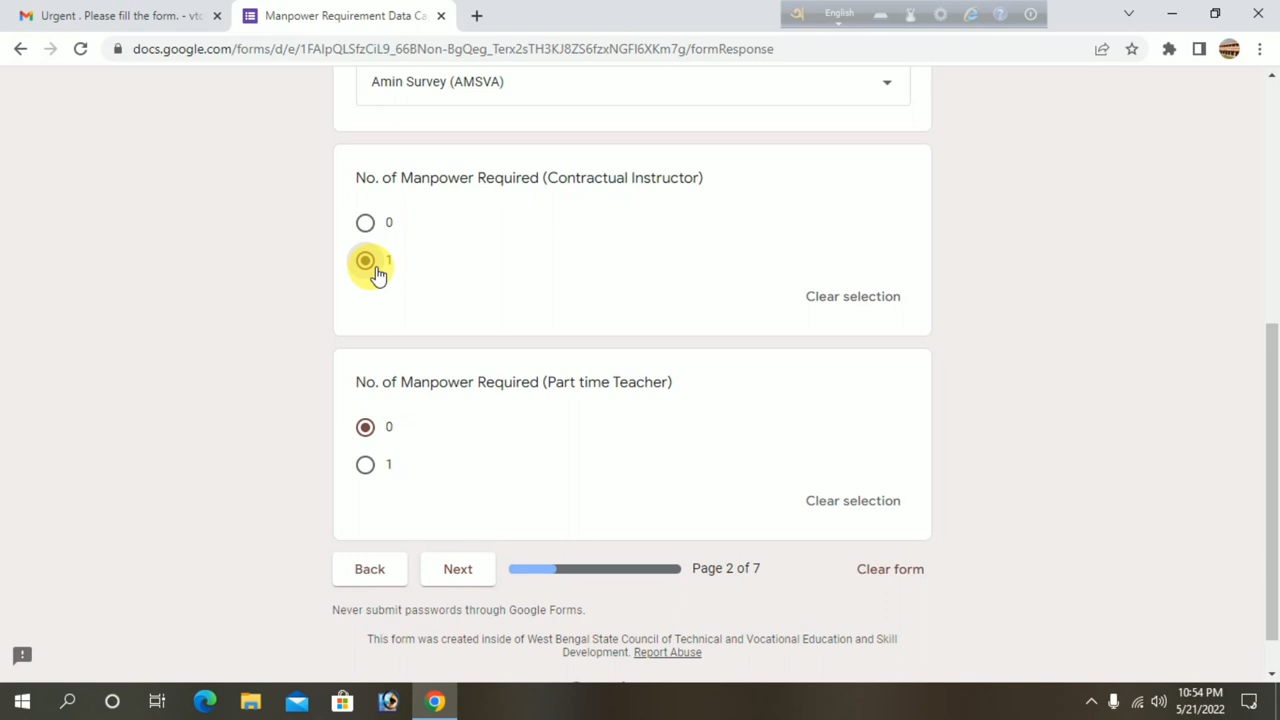 Urgent . Please fill the form. - vtc
Manpower Requirement Data Ca
English
docs.google.com/forms/d/e/1FAIpQLSfzCiL9_66BNon-BgQeg_Terx2sTH3KJ8ZS6fzxNGFl6XKm7g/formResponse
Amin Survey (AMSVA)
No. of Manpower Required (Contractual Instructor)
0
1
Clear selection
No. of Manpower Required (Part time Teacher)
0
1
Clear selection
Back
Next
Page 2 of 7
Clear form
Never submit passwords through Google Forms.
This form was created inside of West Bengal State Council of Technical and Vocational Education and Skill
Development. Report Abuse
10:54 PM
5/21/2022